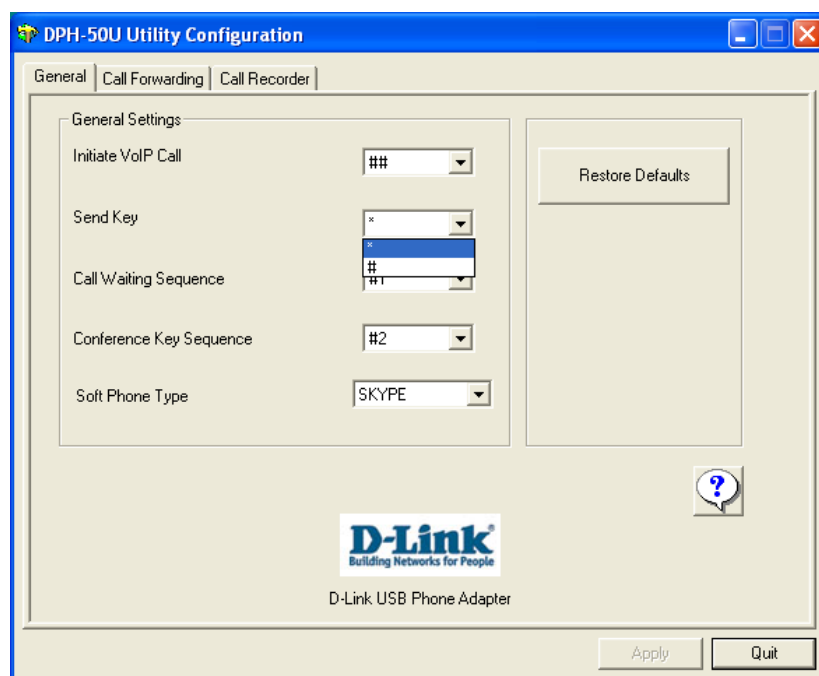 DPH-50U Utility Configuration
General Call Forwarding Call Recorder
General Settings
Initiate VoIP Call ##
Restore Defaults
Send Key *
*
#
Call Waiting Sequence #1
Conference Key Sequence #2
Soft Phone Type SKYPE
?
D-Link
Building Networks for People
D-Link USB Phone Adapter
Apply Quit